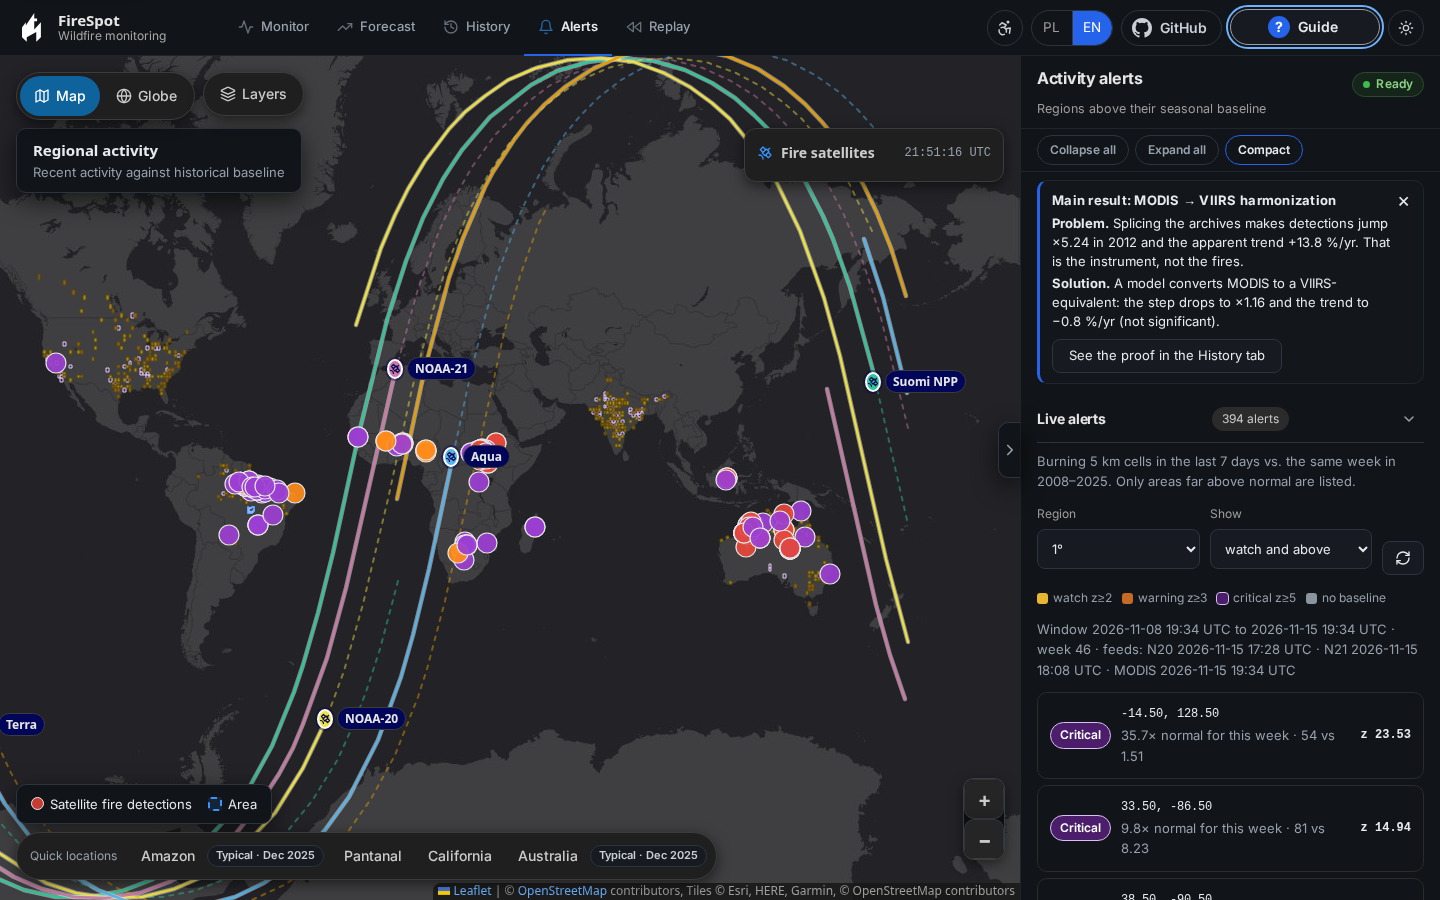 FireSpot
Wildfire monitoring
Monitor
Forecast
History
Alerts
Replay
PL
EN
GitHub
? Guide
Map
Globe
Layers
Regional activity
Recent activity against historical baseline
Fire satellites
21:51:16 UTC
NOAA-21
Suomi NPP
Aqua
NOAA-20
Terra
Satellite fire detections
Area
Quick locations
Amazon
Typical · Dec 2025
Pantanal
California
Australia
Typical · Dec 2025
+
−
Leaflet | © OpenStreetMap contributors, Tiles © Esri, HERE, Garmin, © OpenStreetMap contributors
Activity alerts
Ready
Regions above their seasonal baseline
Collapse all
Expand all
Compact
Main result: MODIS → VIIRS harmonization
Problem. Splicing the archives makes detections jump
×5.24 in 2012 and the apparent trend +13.8 %/yr. That
is the instrument, not the fires.
Solution. A model converts MODIS to a VIIRS-
equivalent: the step drops to ×1.16 and the trend to
−0.8 %/yr (not significant).
See the proof in the History tab
Live alerts
394 alerts
Burning 5 km cells in the last 7 days vs. the same week in
2008–2025. Only areas far above normal are listed.
Region
Show
1°
watch and above
watch z≥2
warning z≥3
critical z≥5
no baseline
Window 2026-11-08 19:34 UTC to 2026-11-15 19:34 UTC ·
week 46 · feeds: N20 2026-11-15 17:28 UTC · N21 2026-11-15
18:08 UTC · MODIS 2026-11-15 19:34 UTC
Critical
-14.50, 128.50
35.7× normal for this week · 54 vs
1.51
z 23.53
Critical
33.50, -86.50
9.8× normal for this week · 81 vs
8.23
z 14.94
38.50, -90.50